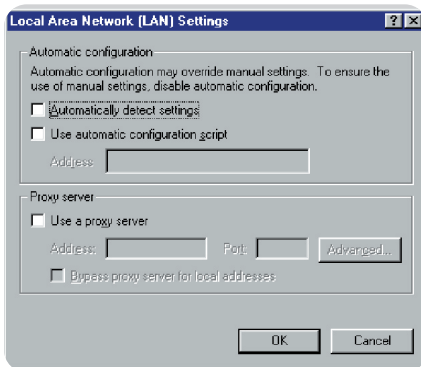 Local Area Network (LAN) Settings
Automatic configuration
Automatic configuration may override manual settings. To ensure the
use of manual settings, disable automatic configuration.
Automatically detect settings
Use automatic configuration script
Address
Proxy server
Use a proxy server
Address: Port: Advanced...
Bypass proxy server for local addresses
OK Cancel